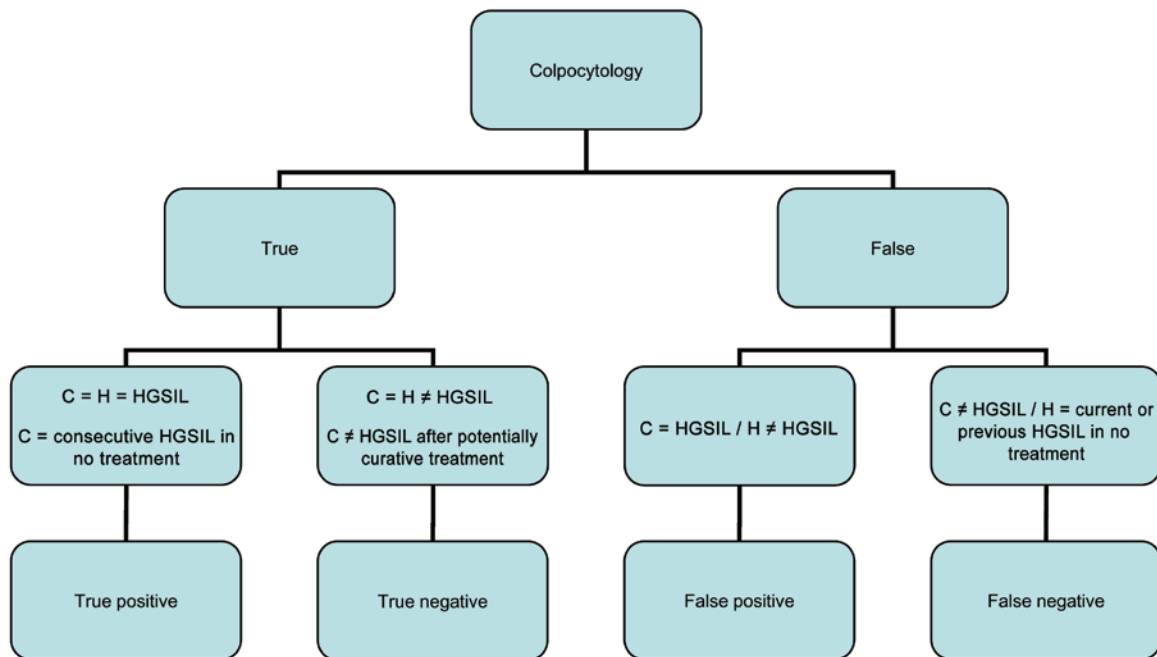 Colpocytology
True
False
C = H = HGSIL
C = consecutive HGSIL in
no treatment
C = H ≠ HGSIL
C ≠ HGSIL after potentially
curative treatment
C = HGSIL / H ≠ HGSIL
C ≠ HGSIL / H = current or
previous HGSIL in no
treatment
True positive
True negative
False positive
False negative